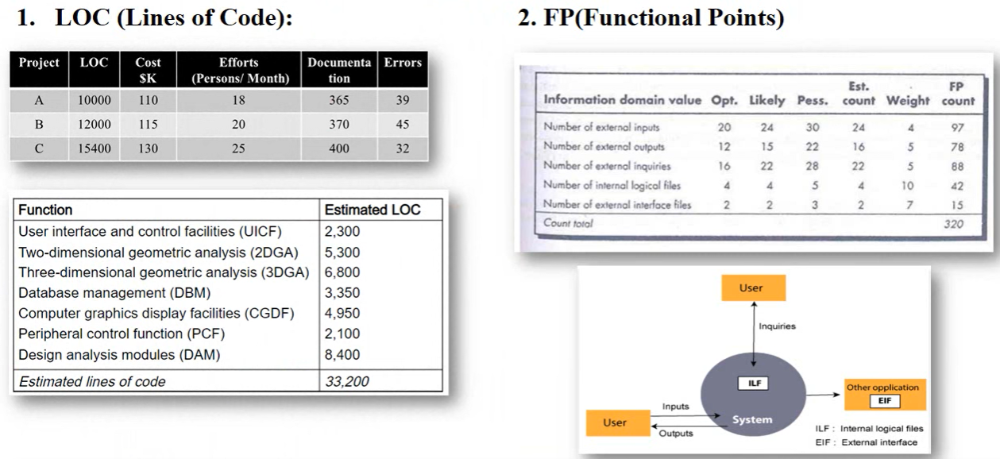 1. LOC (Lines of Code):
Project LOC Cost $K Efforts (Persons/ Month) Documentation Errors
A 10000 110 18 365 39
B 12000 115 20 370 45
C 15400 130 25 400 32
Function Estimated LOC
User interface and control facilities (UICF) 2,300
Two-dimensional geometric analysis (2DGA) 5,300
Three-dimensional geometric analysis (3DGA) 6,800
Database management (DBM) 3,350
Computer graphics display facilities (CGDF) 4,950
Peripheral control function (PCF) 2,100
Design analysis modules (DAM) 8,400
Estimated lines of code 33,200
2. FP(Functional Points)
Information domain value Opt. Likely Pess. Est. count Weight FP count
Number of external inputs 20 24 30 24 4 97
Number of external outputs 12 15 22 16 5 78
Number of external inquiries 16 22 28 22 5 88
Number of internal logical files 4 4 5 4 10 42
Number of external interface files 2 2 3 2 7 15
Count total 320
User
Inquiries
ILF
System
Inputs
Outputs
User
Other opplication
EIF
ILF : Internal logical files
EIF : External interface